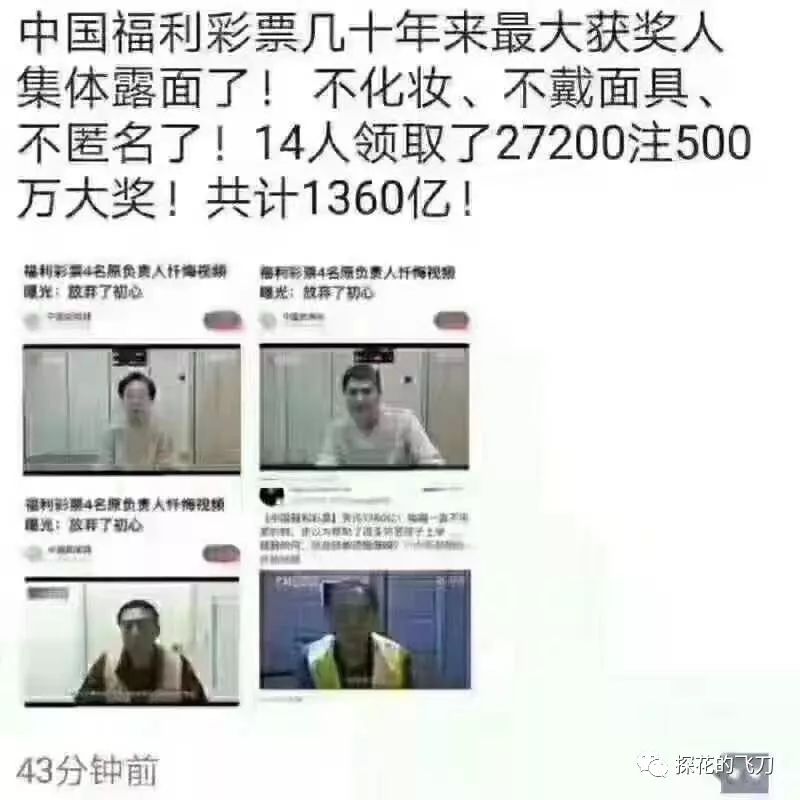 中国福利彩票几十年来最大获奖人
集体露面了！不化妆、不戴面具、
不匿名了！14人领取了27200注500
万大奖！共计1360亿！
福利彩票4名原负责人忏悔视频
曝光：放弃了初心
福利彩票4名原负责人忏悔视频
曝光：放弃了初心
福利彩票4名原负责人忏悔视频
曝光：放弃了初心
43分钟前
探花的飞刀